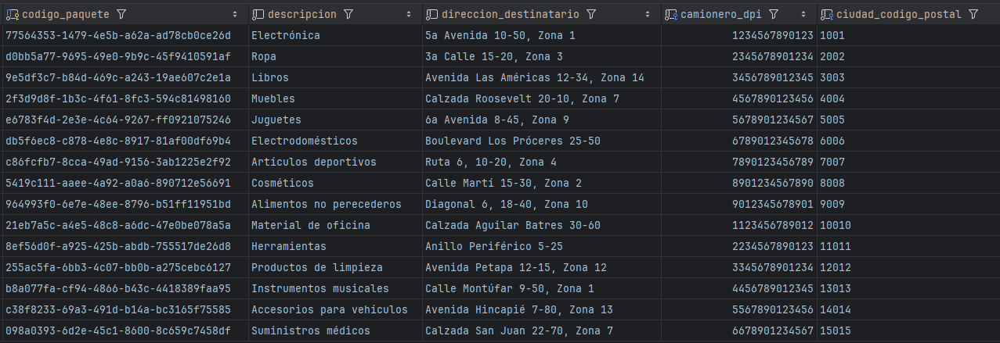 codigo_paquete descripcion direccion_destinatario camionero_dpi ciudad_codigo_postal
77564353-1479-4e5b-a62a-ad78cb0ce26d Electrónica 5a Avenida 10-50, Zona 1 1234567890123 1001
d0bb5a77-9695-49e0-9b9c-45f9410591af Ropa 3a Calle 15-20, Zona 3 2345678901234 2002
9e5df3c7-b84d-469c-a243-19ae607c2e1a Libros Avenida Las Américas 12-34, Zona 14 3456789012345 3003
2f3d9d8f-1b3c-4f61-8fc3-594c81498160 Muebles Calzada Roosevelt 20-10, Zona 7 4567890123456 4004
e6783f4d-2e3e-4c64-9267-ff0921075246 Juguetes 6a Avenida 8-45, Zona 9 5678901234567 5005
db5f6ec8-c878-4e8c-8917-81af00df69b4 Electrodomésticos Boulevard Los Próceres 25-50 6789012345678 6006
c86fcfb7-8cca-49ad-9156-3ab1225e2f92 Artículos deportivos Ruta 6, 10-20, Zona 4 7890123456789 7007
5419c111-aaee-4a92-a0a6-890712e56691 Cosméticos Calle Martí 15-30, Zona 2 8901234567890 8008
964993f0-6e7e-48ee-8796-b51ff11951bd Alimentos no perecederos Diagonal 6, 18-40, Zona 10 9012345678901 9009
21eb7a5c-a4e5-48c8-a6dc-47e0be078a5a Material de oficina Calzada Aguilar Batres 30-60 1123456789012 10010
8ef56d0f-a925-425b-abdb-755517de26d8 Herramientas Anillo Periférico 5-25 2234567890123 11011
255ac5fa-6bb3-4c07-bb0b-a275cebc6127 Productos de limpieza Avenida Petapa 12-15, Zona 12 3345678901234 12012
b8a077fa-cf94-4866-b43c-4418389faa95 Instrumentos musicales Calle Montúfar 9-50, Zona 1 4456789012345 13013
c38f8233-69a3-491d-b14a-bc3165f75585 Accesorios para vehículos Avenida Hincapié 7-80, Zona 13 5567890123456 14014
098a0393-6d2e-45c1-8600-8c659c7458df Suministros médicos Calzada San Juan 22-70, Zona 7 6678901234567 15015